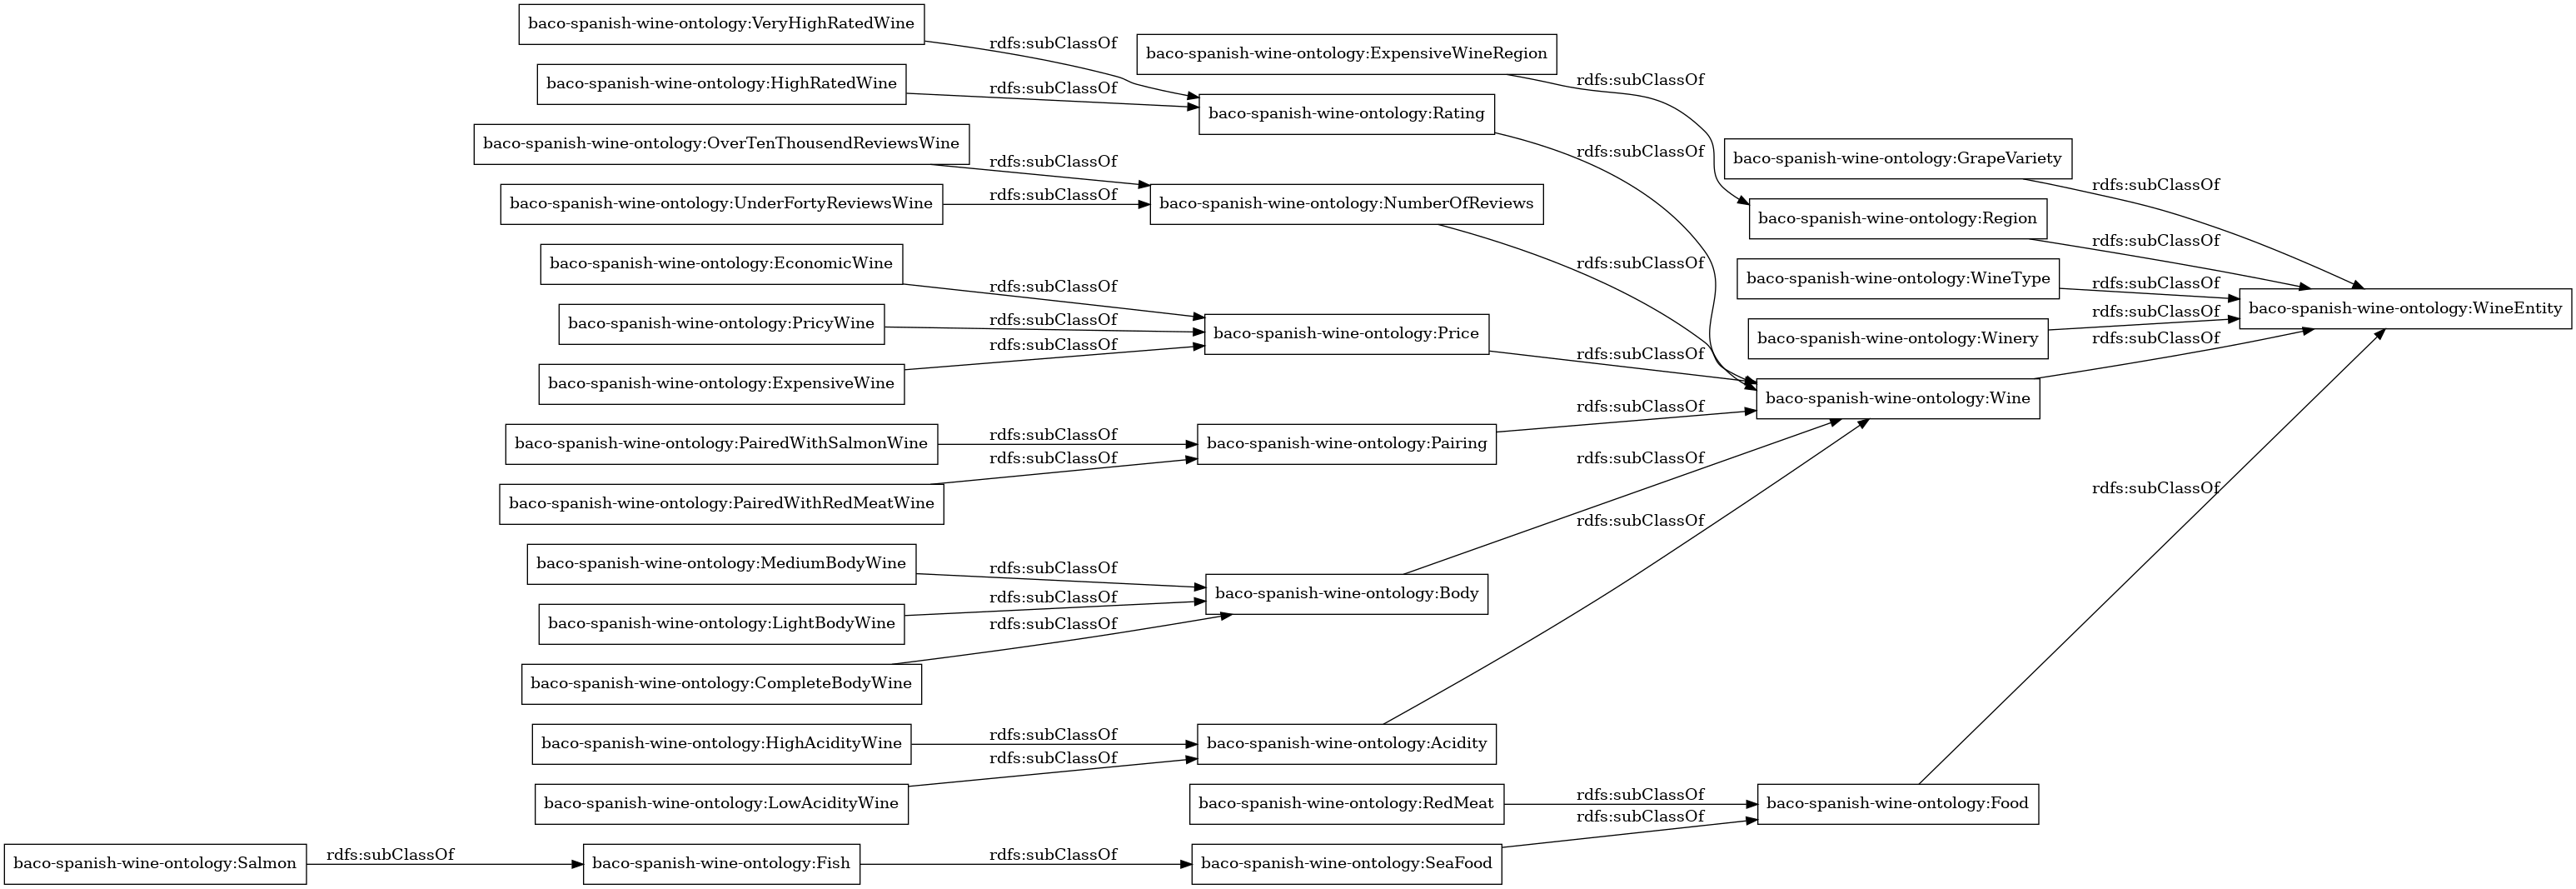 baco-spanish-wine-ontology:VeryHighRatedWine
rdfs:subClassOf
baco-spanish-wine-ontology:ExpensiveWineRegion
rdfs:subClassOf
baco-spanish-wine-ontology:HighRatedWine
rdfs:subClassOf
baco-spanish-wine-ontology:Rating
rdfs:subClassOf
baco-spanish-wine-ontology:OverTenThousendReviewsWine
rdfs:subClassOf
baco-spanish-wine-ontology:GrapeVariety
rdfs:subClassOf
baco-spanish-wine-ontology:UnderFortyReviewsWine
rdfs:subClassOf
baco-spanish-wine-ontology:NumberOfReviews
rdfs:subClassOf
baco-spanish-wine-ontology:Region
rdfs:subClassOf
baco-spanish-wine-ontology:EconomicWine
rdfs:subClassOf
baco-spanish-wine-ontology:WineType
rdfs:subClassOf
baco-spanish-wine-ontology:WineEntity
baco-spanish-wine-ontology:PricyWine
rdfs:subClassOf
baco-spanish-wine-ontology:Price
rdfs:subClassOf
baco-spanish-wine-ontology:Winery
rdfs:subClassOf
baco-spanish-wine-ontology:ExpensiveWine
rdfs:subClassOf
baco-spanish-wine-ontology:Wine
rdfs:subClassOf
baco-spanish-wine-ontology:PairedWithSalmonWine
rdfs:subClassOf
baco-spanish-wine-ontology:Pairing
rdfs:subClassOf
baco-spanish-wine-ontology:PairedWithRedMeatWine
rdfs:subClassOf
baco-spanish-wine-ontology:MediumBodyWine
rdfs:subClassOf
baco-spanish-wine-ontology:LightBodyWine
rdfs:subClassOf
baco-spanish-wine-ontology:Body
rdfs:subClassOf
baco-spanish-wine-ontology:CompleteBodyWine
rdfs:subClassOf
baco-spanish-wine-ontology:HighAcidityWine
rdfs:subClassOf
baco-spanish-wine-ontology:Acidity
rdfs:subClassOf
baco-spanish-wine-ontology:LowAcidityWine
rdfs:subClassOf
baco-spanish-wine-ontology:RedMeat
rdfs:subClassOf
baco-spanish-wine-ontology:Food
rdfs:subClassOf
baco-spanish-wine-ontology:Salmon
rdfs:subClassOf
baco-spanish-wine-ontology:Fish
rdfs:subClassOf
baco-spanish-wine-ontology:SeaFood
rdfs:subClassOf